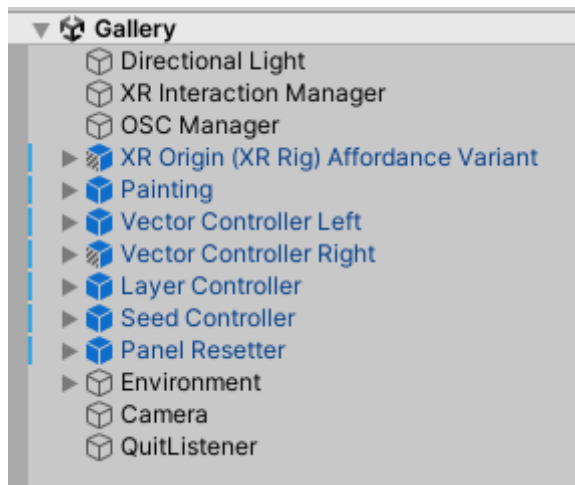 Gallery
Directional Light
XR Interaction Manager
OSC Manager
XR Origin (XR Rig) Affordance Variant
Painting
Vector Controller Left
Vector Controller Right
Layer Controller
Seed Controller
Panel Resetter
Environment
Camera
QuitListener